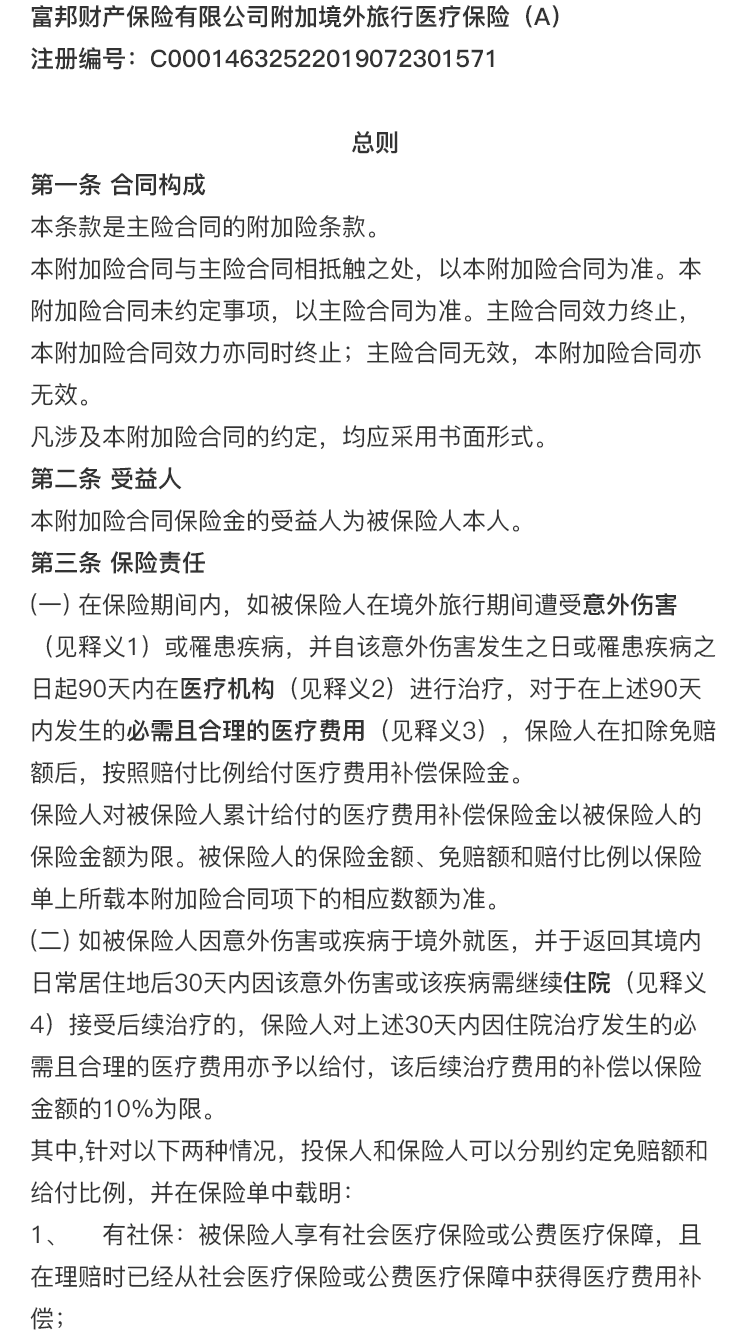 富邦财产保险有限公司附加境外旅行医疗保险（A）
注册编号：C00014632522019072301571
总则
第一条 合同构成
本条款是主险合同的附加险条款。
本附加险合同与主险合同相抵触之处，以本附加险合同为准。本
附加险合同未约定事项，以主险合同为准。主险合同效力终止，
本附加险合同效力亦同时终止；主险合同无效，本附加险合同亦
无效。
凡涉及本附加险合同的约定，均应采用书面形式。
第二条 受益人
本附加险合同保险金的受益人为被保险人本人。
第三条 保险责任
(一) 在保险期间内，如被保险人在境外旅行期间遭受意外伤害
（见释义1）或罹患疾病，并自该意外伤害发生之日或罹患疾病之
日起90天内在医疗机构（见释义2）进行治疗，对于在上述90天
内发生的必需且合理的医疗费用（见释义3），保险人在扣除免赔
额后，按照赔付比例给付医疗费用补偿保险金。
保险人对被保险人累计给付的医疗费用补偿保险金以被保险人的
保险金额为限。被保险人的保险金额、免赔额和赔付比例以保险
单上所载本附加险合同项下的相应数额为准。
(二) 如被保险人因意外伤害或疾病于境外就医，并于返回其境内
日常居住地后30天内因该意外伤害或该疾病需继续住院（见释义
4）接受后续治疗的，保险人对上述30天内因住院治疗发生的必
需且合理的医疗费用亦予以给付，该后续治疗费用的补偿以保险
金额的10%为限。
其中,针对以下两种情况，投保人和保险人可以分别约定免赔额和
给付比例，并在保险单中载明：
1、 有社保：被保险人享有社会医疗保险或公费医疗保障，且
在理赔时已经从社会医疗保险或公费医疗保障中获得医疗费用补
偿；